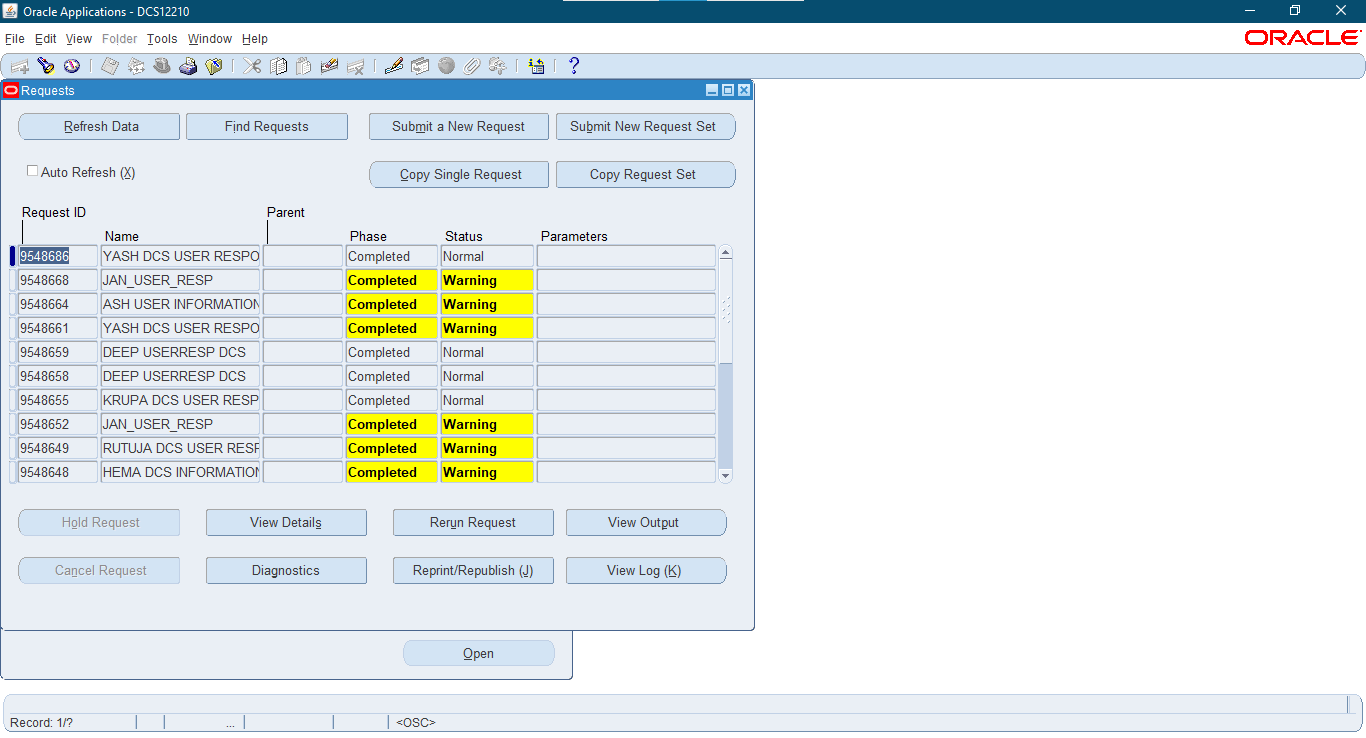 Oracle Applications - DCS12210
File Edit View Folder Tools Window Help
ORACLE
Requests
Refresh Data Find Requests Submit a New Request Submit New Request Set
Auto Refresh (X) Copy Single Request Copy Request Set
Request ID Parent
Name Phase Status Parameters
9548686 YASH DCS USER RESPO Completed Normal
9548668 JAN_USER_RESP Completed Warning
9548664 ASH USER INFORMATION Completed Warning
9548661 YASH DCS USER RESPO Completed Warning
9548659 DEEP USERRESP DCS Completed Normal
9548658 DEEP USERRESP DCS Completed Normal
9548655 KRUPA DCS USER RESP Completed Normal
9548652 JAN_USER_RESP Completed Warning
9548649 RUTUJA DCS USER RESP Completed Warning
9548648 HEMA DCS INFORMATION Completed Warning
Hold Request View Details Rerun Request View Output
Cancel Request Diagnostics Reprint/Republish (J) View Log (K)
Open
Record: 1/? ... <OSC>